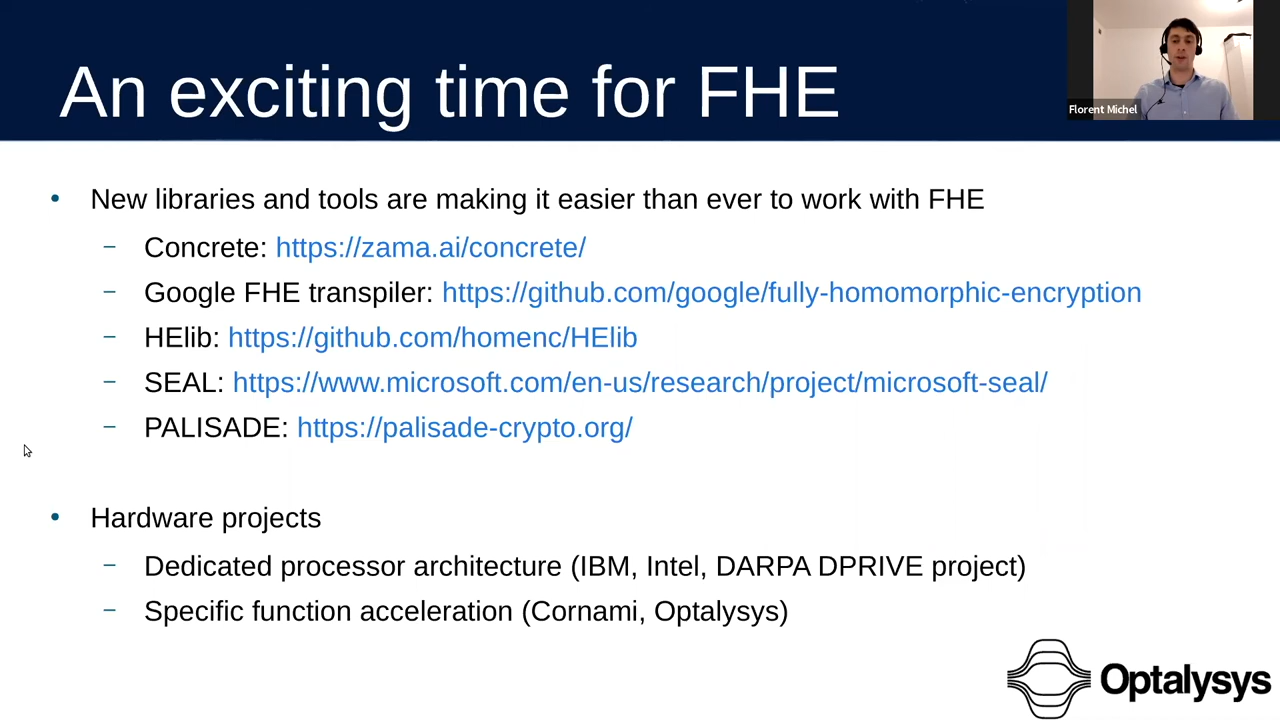 An exciting time for FHE
Florent Michel
• New libraries and tools are making it easier than ever to work with FHE
– Concrete: https://zama.ai/concrete/
– Google FHE transpiler: https://github.com/google/fully-homomorphic-encryption
– HElib: https://github.com/homenc/HElib
– SEAL: https://www.microsoft.com/en-us/research/project/microsoft-seal/
– PALISADE: https://palisade-crypto.org/
• Hardware projects
– Dedicated processor architecture (IBM, Intel, DARPA DPRIVE project)
– Specific function acceleration (Cornami, Optalysys)
Optalysys